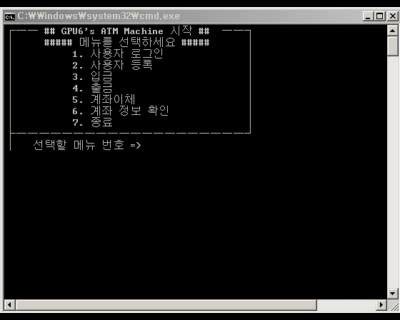 C:₩Windows₩system32₩cmd.exe
## GPU6's ATM Machine 시작 ##
##### 메뉴를 선택하세요 #####
1. 사용자 로그인
2. 사용자 등록
3. 입금
4. 출금
5. 계좌이체
6. 계좌 정보 확인
7. 종료
선택할 메뉴 번호 =>